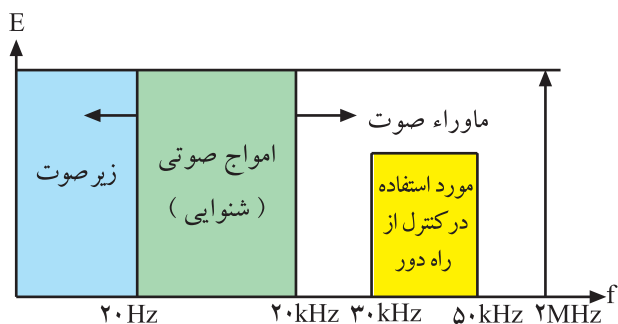 E
زیر صوت
امواج صوتی
( شنوایی )
ماوراء صوت
مورد استفاده
در کنترل از
راه دور
f
۲۰Hz
۲۰kHz
۳۰kHz
۵۰kHz
۲MHz